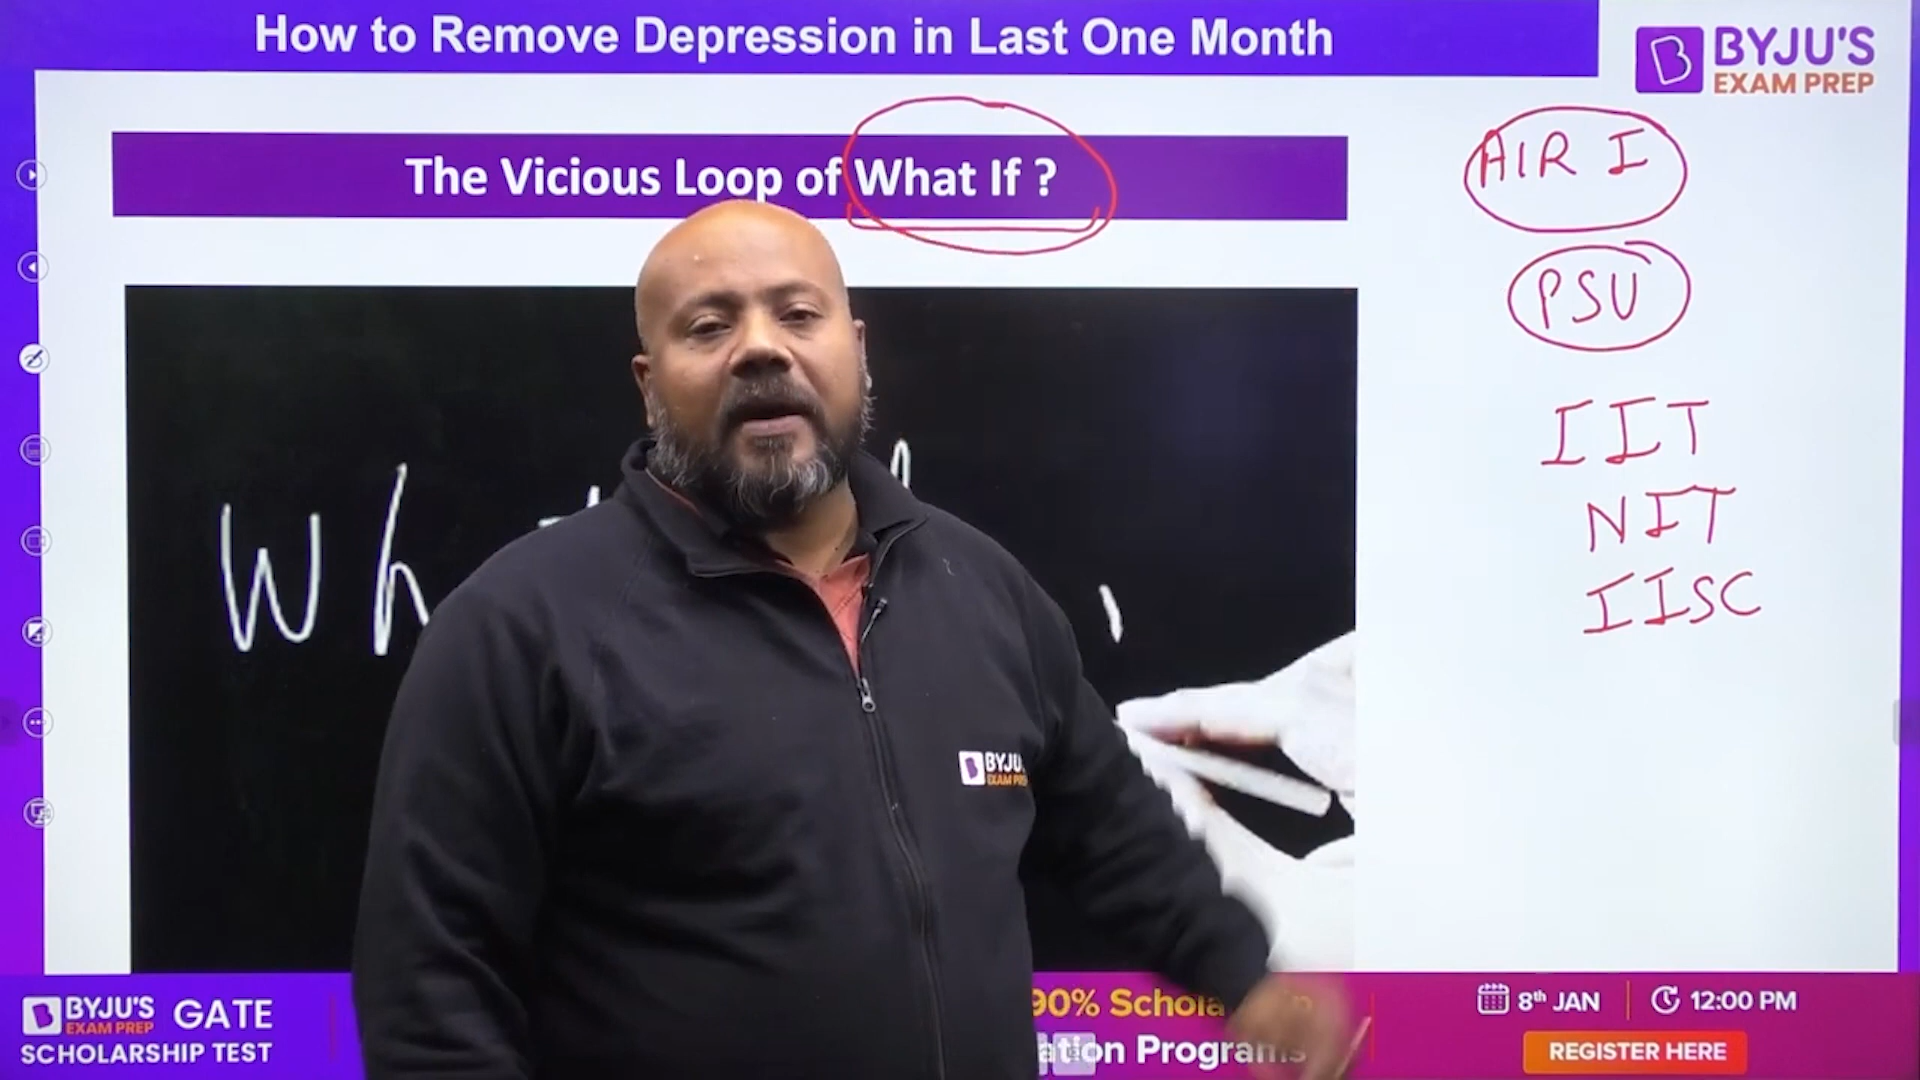 How to Remove Depression in Last One Month
BYJU'S
EXAM PREP
The Vicious Loop of What If ?
AIR I
PSU
IIT
NIT
IISC
Wh
BYJU
EXAM PREP
BYJU'S
EXAM PREP
GATE
SCHOLARSHIP TEST
90% Schola
Programs
8th JAN
12:00 PM
REGISTER HERE